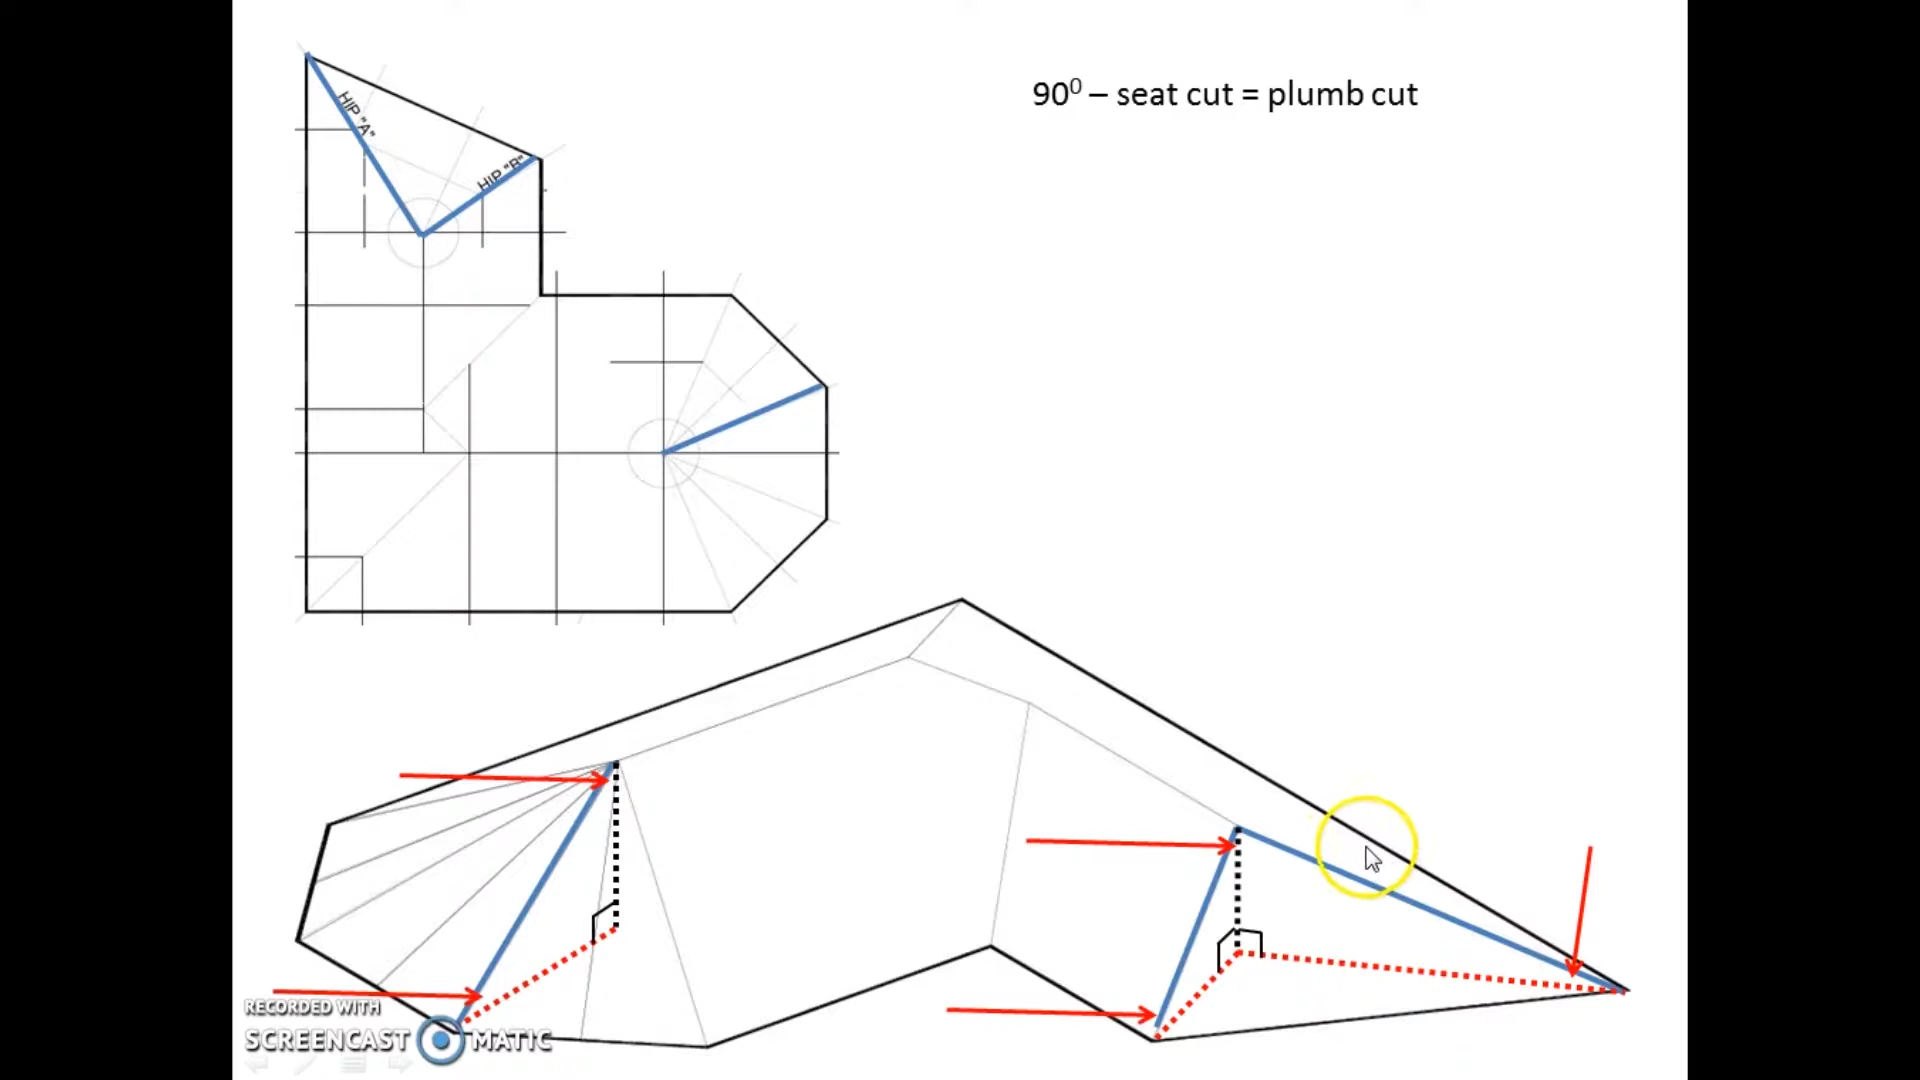 90⁰ – seat cut = plumb cut
HIP "A"
HIP "B"
RECORDED WITH
SCREENCAST MATIC